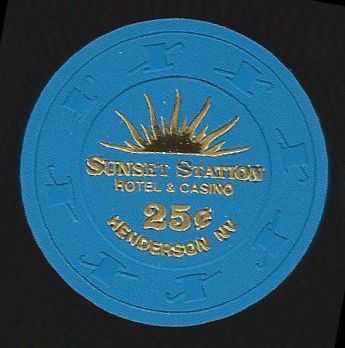 SUNSET STATION
HOTEL & CASINO
25¢
HENDERSON NV